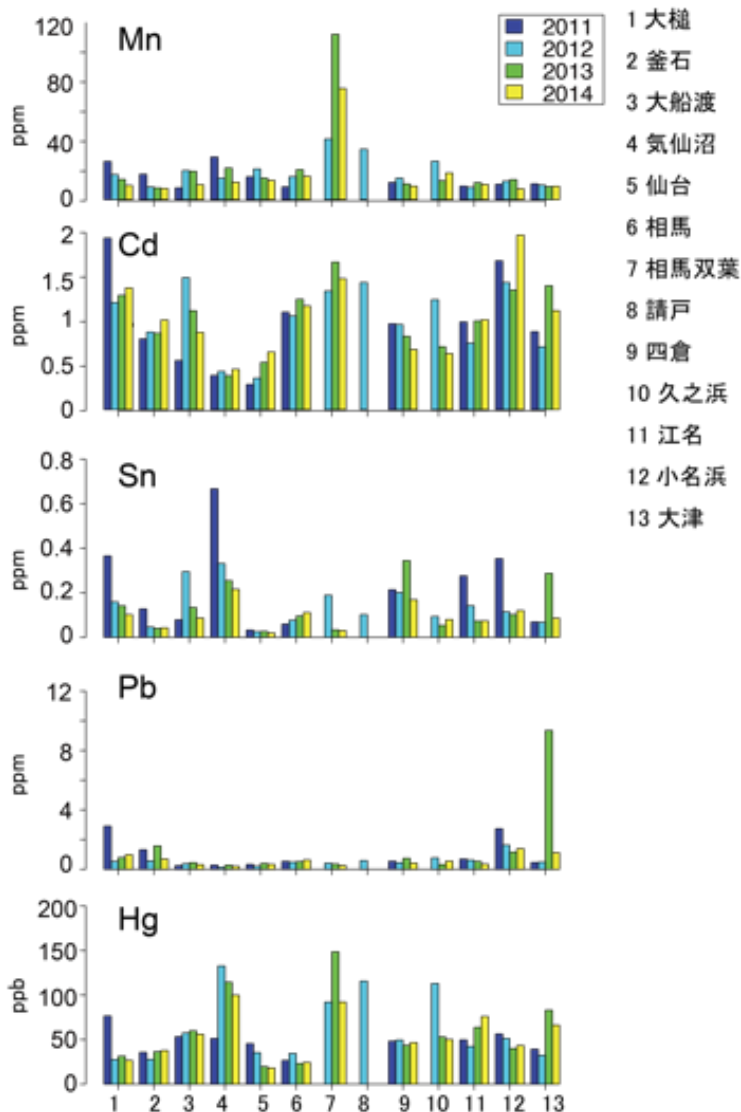 Mn
ppm
120
80
40
0
2011
2012
2013
2014
Cd
ppm
2
1.5
1
0.5
0
Sn
ppm
0.8
0.6
0.4
0.2
0
Pb
ppm
12
8
4
0
Hg
ppb
200
150
100
50
0
1 2 3 4 5 6 7 8 9 10 11 12 13
1 大槌
2 釜石
3 大船渡
4 気仙沼
5 仙台
6 相馬
7 相馬双葉
8 請戸
9 四倉
10 久之浜
11 江名
12 小名浜
13 大津